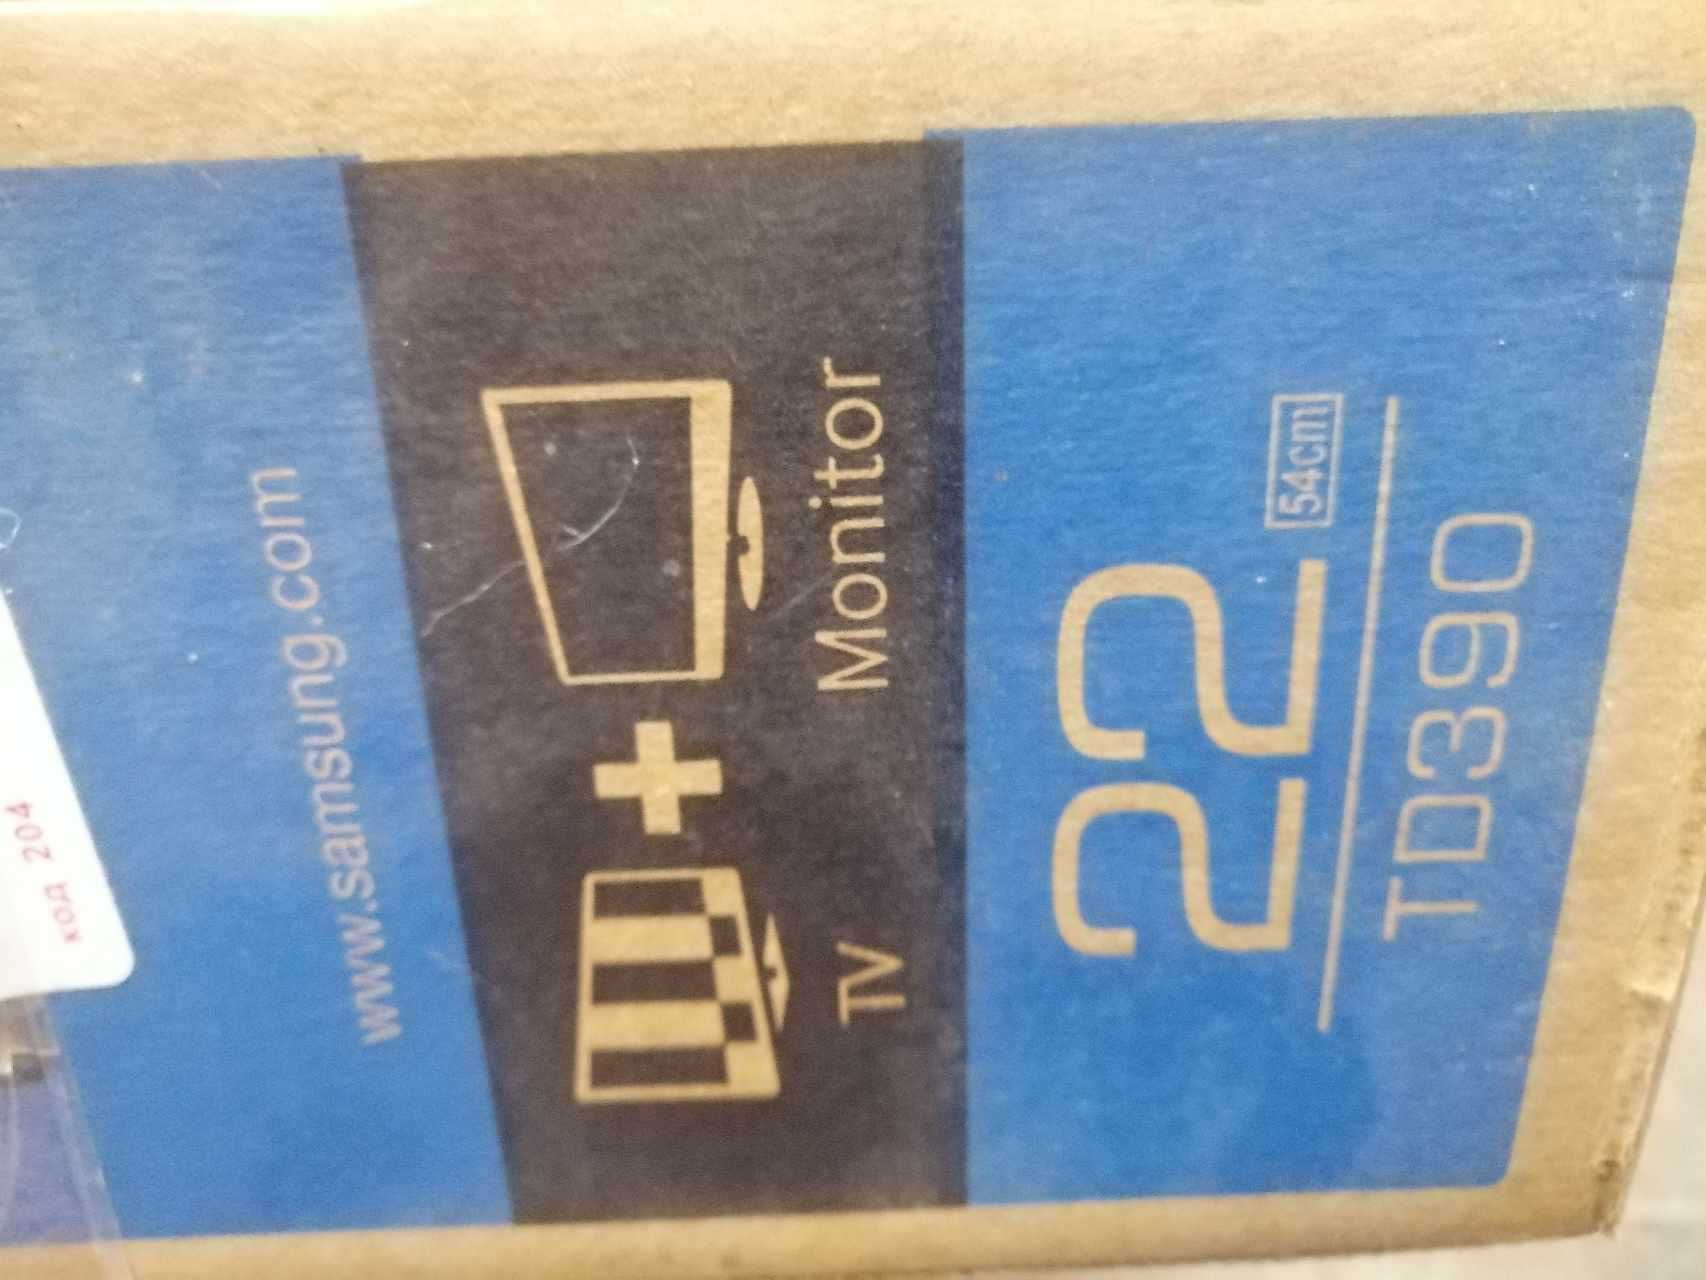 код 204
www.samsung.com
TV + Monitor
22 54cm
TD390